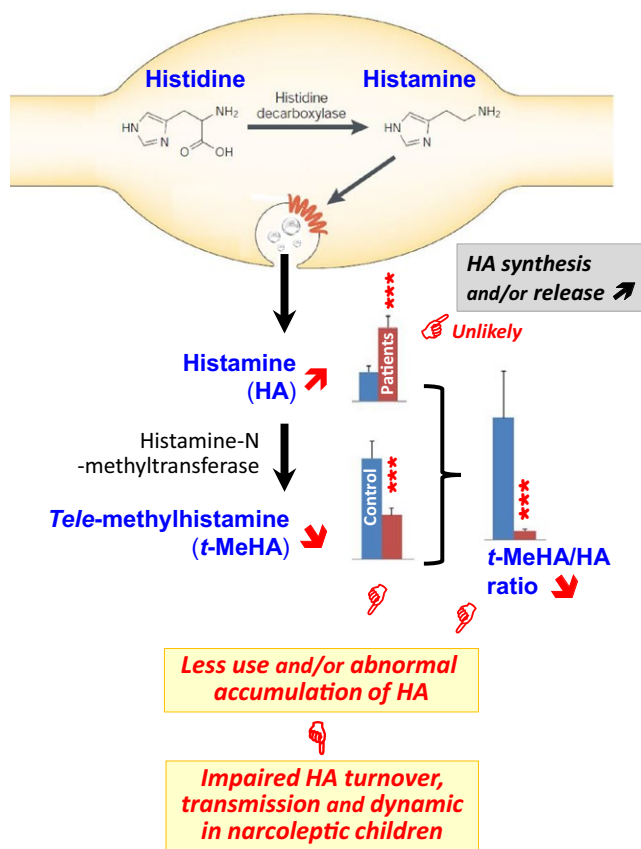 Histidine
Histamine
Histidine
decarboxylase
NH₂
HN
N
O
OH
NH₂
HN
N
HA synthesis
and/or release
***
Unlikely
Patients
Histamine
(HA)
Histamine-N
-methyltransferase
***
Control
***
Tele-methylhistamine
(t-MeHA)
t-MeHA/HA
ratio
Less use and/or abnormal
accumulation of HA
Impaired HA turnover,
transmission and dynamic
in narcoleptic children